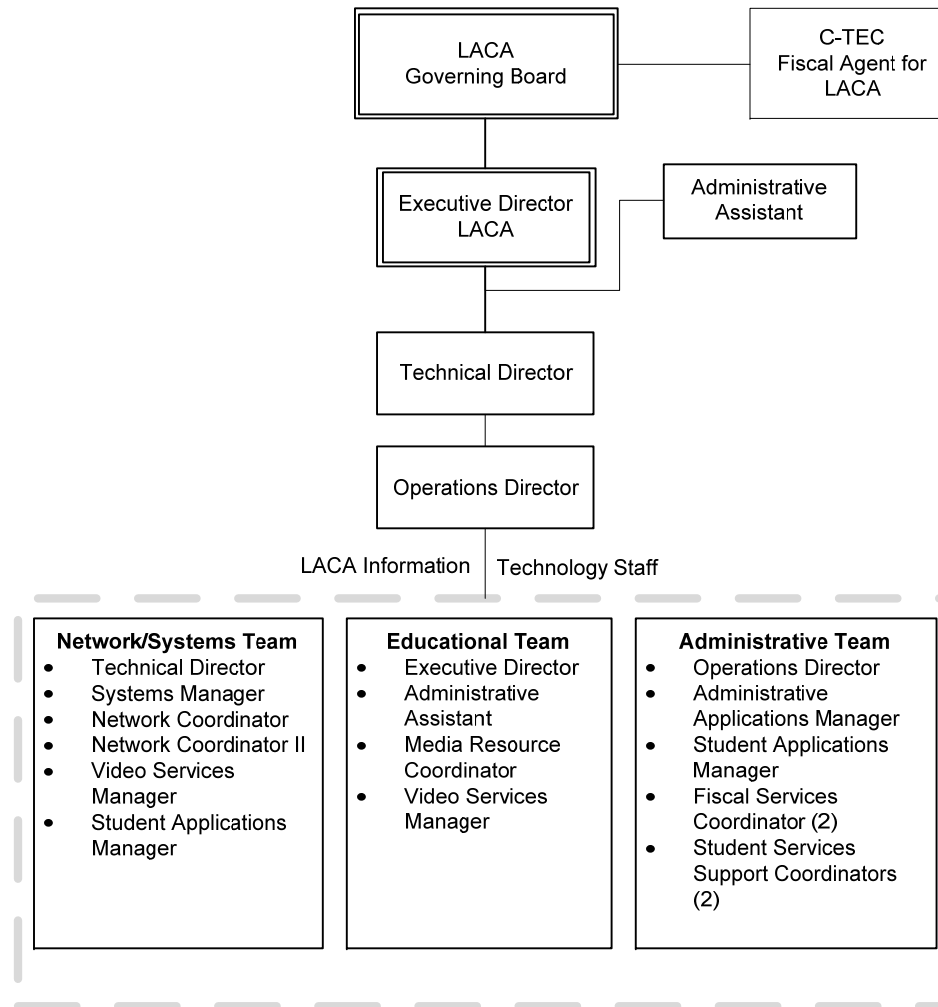 LACA
Governing Board
C-TEC
Fiscal Agent for
LACA
Executive Director
LACA
Administrative
Assistant
Technical Director
Operations Director
LACA Information
Technology Staff
Network/Systems Team
• Technical Director
• Systems Manager
• Network Coordinator
• Network Coordinator II
• Video Services
Manager
• Student Applications
Manager
Educational Team
• Executive Director
• Administrative
Assistant
• Media Resource
Coordinator
• Video Services
Manager
Administrative Team
• Operations Director
• Administrative
Applications Manager
• Student Applications
Manager
• Fiscal Services
Coordinator (2)
• Student Services
Support Coordinators
(2)